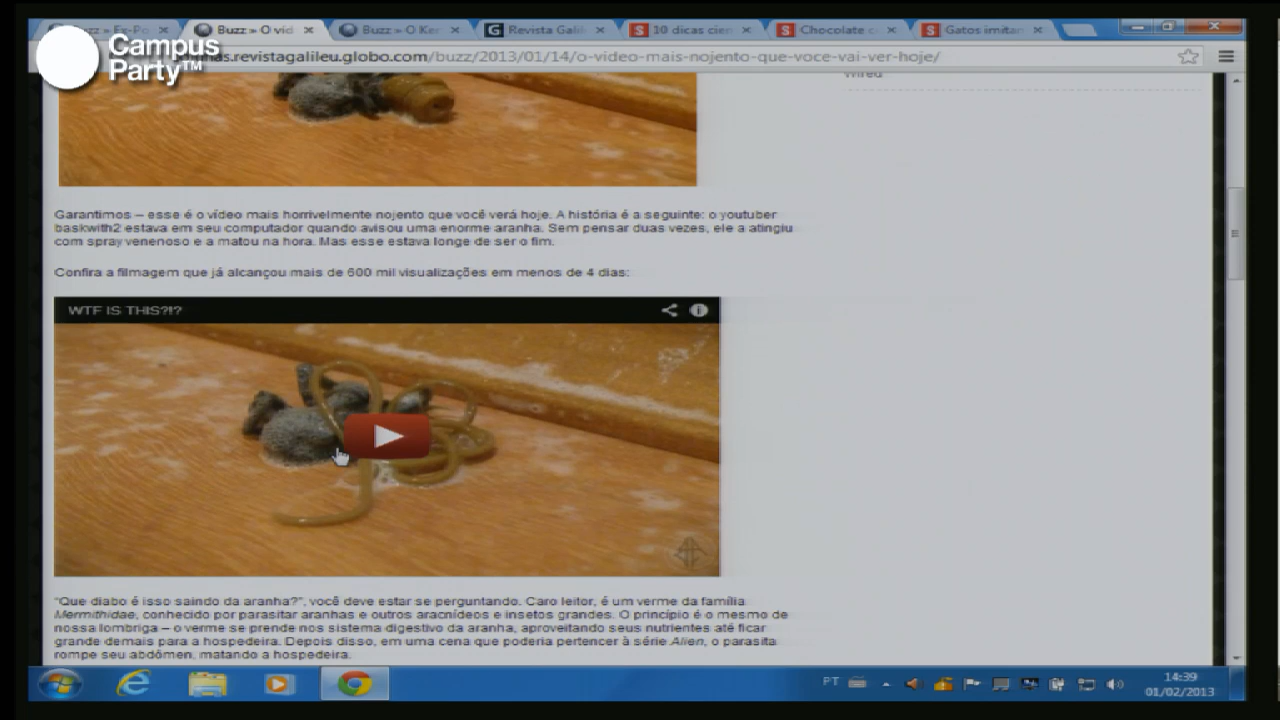 Campus
Party™
Buzz » O víd
Buzz » O Ker
Revista Gali
10 dicas cien
Chocolate c
Gatos imitan
.revistagalileu.globo.com/buzz/2013/01/14/o-video-mais-nojento-que-voce-vai-ver-hoje/
Wired
Garantimos – esse é o vídeo mais horrivelmente nojento que você verá hoje. A história é a seguinte: o youtuber
baskwith2 estava em seu computador quando avisou uma enorme aranha. Sem pensar duas vezes, ele a atingiu
com spray venenoso e a matou na hora. Mas esse estava longe de ser o fim.
Confira a filmagem que já alcançou mais de 600 mil visualizações em menos de 4 dias:
WTF IS THIS?!?
"Que diabo é isso saindo da aranha?", você deve estar se perguntando. Caro leitor, é um verme da família
Mermithidae, conhecido por parasitar aranhas e outros aracnídeos e insetos grandes. O princípio é o mesmo de
nossa lombriga – o verme se prende nos sistema digestivo da aranha, aproveitando seus nutrientes até ficar
grande demais para a hospedeira. Depois disso, em uma cena que poderia pertencer à série Alien, o parasita
rompe seu abdômen, matando a hospedeira.
PT
14:39
01/02/2013